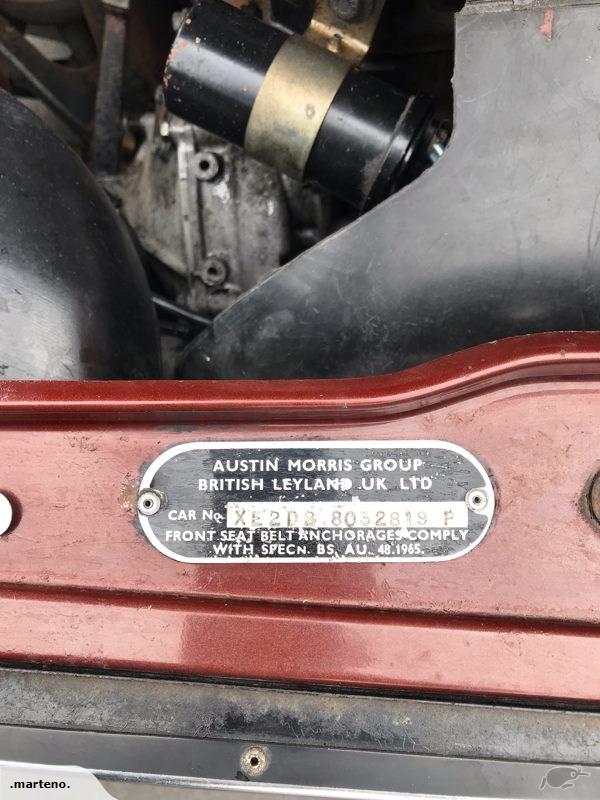 AUSTIN MORRIS GROUP
BRITISH LEYLAND UK LTD
CAR No. XE2D2 8032819 P
FRONT SEAT BELT ANCHORAGES COMPLY
WITH SPECN. BS. AU. 48.1965.
.marteno.